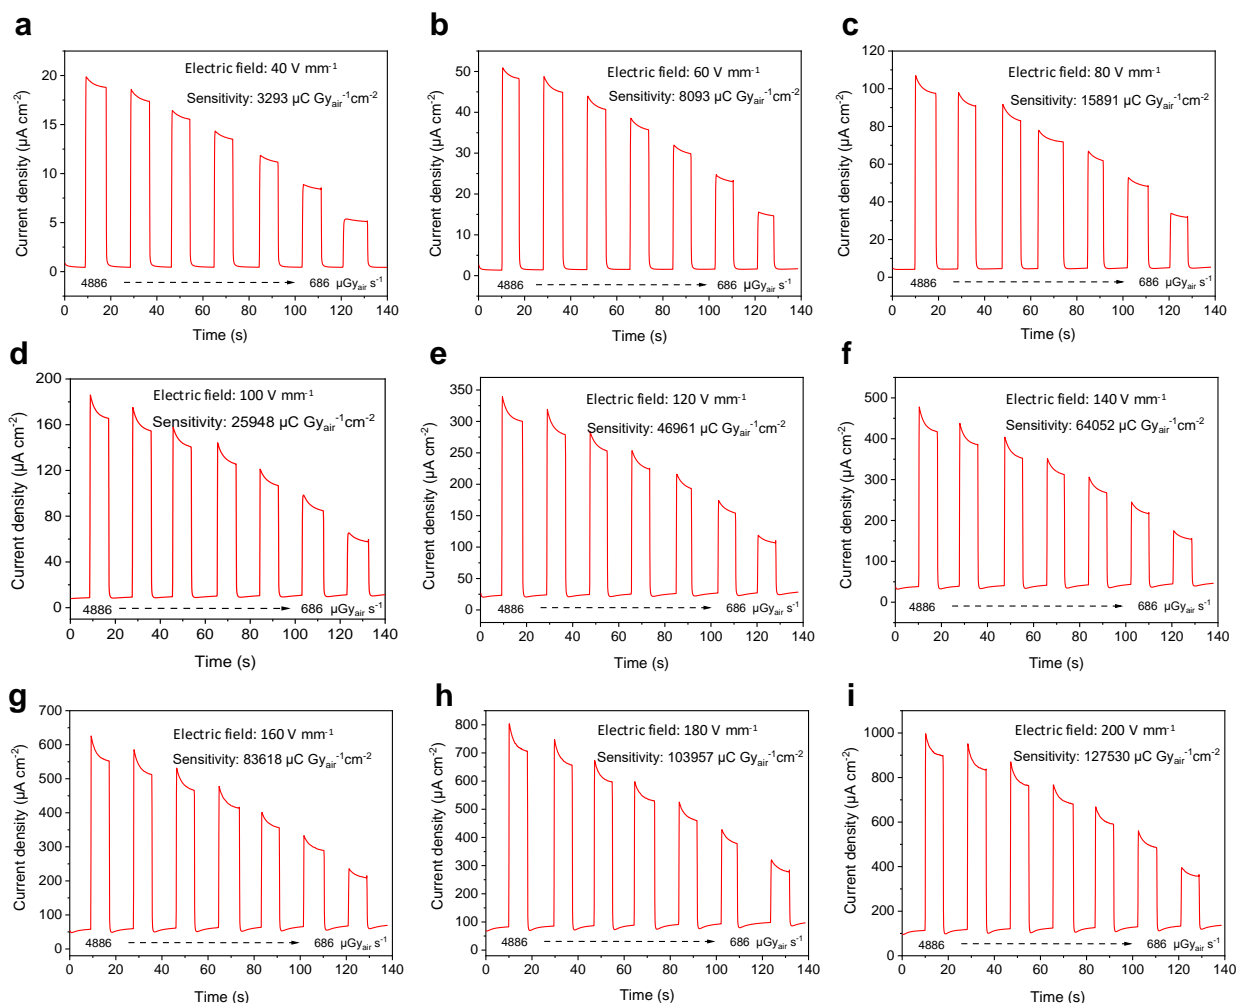 a
Electric field: 40 V mm⁻¹
Sensitivity: 3293 μC Gyair⁻¹cm⁻²
Current density (μA cm⁻²)
20
15
10
5
0
4886
686 μGyair s⁻¹
0 20 40 60 80 100 120 140
Time (s)
b
Electric field: 60 V mm⁻¹
Sensitivity: 8093 μC Gyair⁻¹cm⁻²
Current density (μA cm⁻²)
50
40
30
20
10
0
4886
686 μGyair s⁻¹
0 20 40 60 80 100 120 140
Time (s)
c
Electric field: 80 V mm⁻¹
Sensitivity: 15891 μC Gyair⁻¹cm⁻²
Current density (μA cm⁻²)
120
100
80
60
40
20
0
4886
686 μGyair s⁻¹
0 20 40 60 80 100 120 140
Time (s)
d
Electric field: 100 V mm⁻¹
Sensitivity: 25948 μC Gyair⁻¹cm⁻²
Current density (μA cm⁻²)
200
160
120
80
40
0
4886
686 μGyair s⁻¹
0 20 40 60 80 100 120 140
Time (s)
e
Electric field: 120 V mm⁻¹
Sensitivity: 46961 μC Gyair⁻¹cm⁻²
Current density (μA cm⁻²)
350
300
250
200
150
100
50
0
4886
686 μGyair s⁻¹
0 20 40 60 80 100 120 140
Time (s)
f
Electric field: 140 V mm⁻¹
Sensitivity: 64052 μC Gyair⁻¹cm⁻²
Current density (μA cm⁻²)
500
400
300
200
100
0
4886
686 μGyair s⁻¹
0 20 40 60 80 100 120 140
Time (s)
g
Electric field: 160 V mm⁻¹
Sensitivity: 83618 μC Gyair⁻¹cm⁻²
Current density (μA cm⁻²)
700
600
500
400
300
200
100
0
4886
686 μGyair s⁻¹
0 20 40 60 80 100 120 140
Time (s)
h
Electric field: 180 V mm⁻¹
Sensitivity: 103957 μC Gyair⁻¹cm⁻²
Current density (μA cm⁻²)
800
700
600
500
400
300
200
100
0
4886
686 μGyair s⁻¹
0 20 40 60 80 100 120 140
Time (s)
i
Electric field: 200 V mm⁻¹
Sensitivity: 127530 μC Gyair⁻¹cm⁻²
Current density (μA cm⁻²)
1000
800
600
400
200
0
4886
686 μGyair s⁻¹
0 20 40 60 80 100 120 140
Time (s)